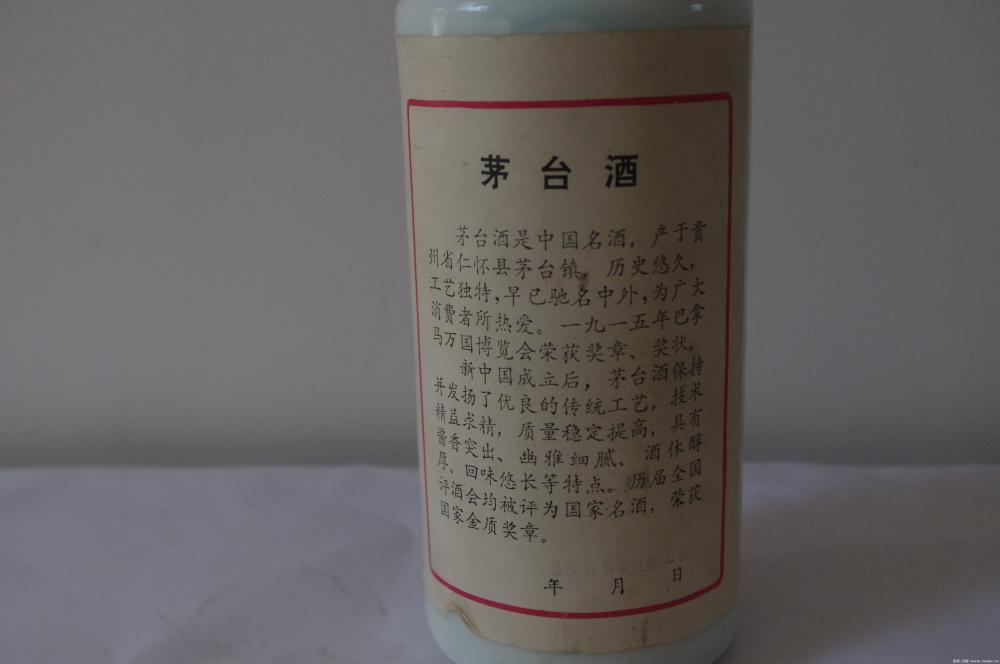 茅台酒
茅台酒是中国名酒，产于贵
州省仁怀县茅台镇。历史悠久，
工艺独特，早已驰名中外，为广大
消费者所热爱。一九一五年巴拿
马万国博览会荣获奖章、奖状。
新中国成立后，茅台酒保持
并发扬了优良的传统工艺，技术
精益求精，质量稳定提高，具有
酱香突出、幽雅细腻、酒体醇
厚、回味悠长等特点。历届全国
评酒会均被评为国家名酒，荣获
国家金质奖章。
年 月 日